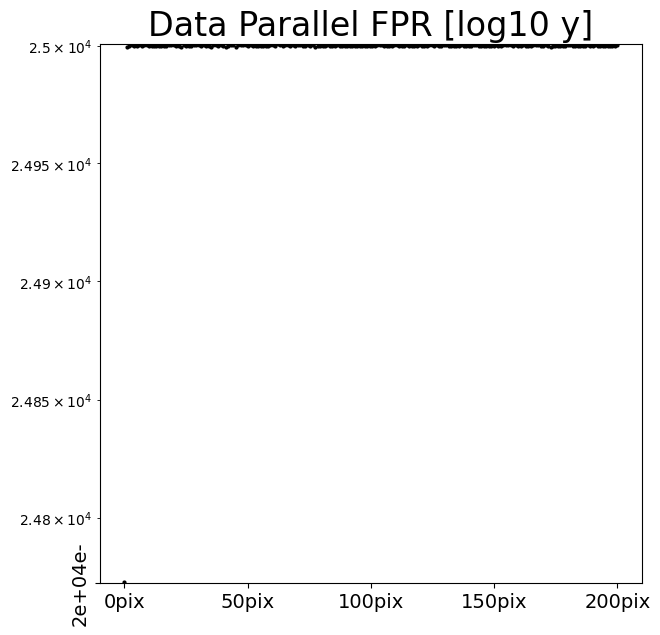 Data Parallel FPR [log10 y]
2.5 × 10⁴
2.495 × 10⁴
2.49 × 10⁴
2.485 × 10⁴
2.48 × 10⁴
2e+04e-
0pix 50pix 100pix 150pix 200pix